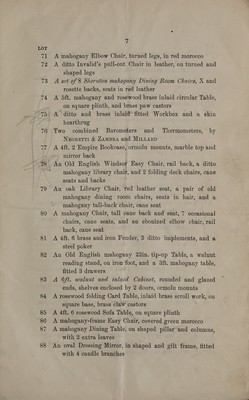 7
LOT
71 A mahogany Elbow Chair, turned legs, in red morocco
72 A ditto Invalid's pull-out Chair in leather, on turned and
shaped legs
73 A set of 8 Sheraton mahogany Dining Room Chairs, X and
rosette backs, seats in red leather
74 A 5ft. mahogany and rosewood brass inlaid circular Table,
on square plinth, and brass paw castors
75 A ditto and brass inlaid fitted Workbox and a skin
hearthrug
76 Two combined Barometers and Thermometers, by
Negretti & Zambra and Millard
77 A 4ft. 2 Empire Bookcase, ormolu mounts, marble top and
mirror back
78 An Old English Windsor Easy Chair, rail back, a ditto
mahogany library chair, and 2 folding deck chairs, cane
seats and backs
79 An oak Library Chair, red leather seat, a pair of old
mahogany dining room chairs, seats in hair, and a
mahogany tall-back chair, cane seat
80 A mahogany Chair, tall cane back and seat, 7 occasional
chairs, cane seats, and an ebonized elbow chair, rail
back, cane seat
81 A 4ft. 6 brass and iron Fender, 3 ditto implements, and a
steel poker
82 An Old English mahogany 22in. tip-up Table, a walnut
reading stand, on iron foot, and a 3ft. mahogany table,
fitted 3 drawers
83 A 4ft. walnut and inlaid Cabinet, rounded and glazed
ends, shelves enclosed by 2 doors, ormolu mounts
84 A rosewood folding Card Table, inlaid brass scroll work, on
square base, brass claw castors
85 A 4ft. 6 rosewood Sofa Table, on square plinth
86 A mahogany-frame Easy Chair, covered green morocco
87 A mahogany Dining Table, on shaped pillar and columns,
with 2 extra leaves
88 An oval Dressing Mirror, in shaped and gilt frame, fitted
with 4 candle branches